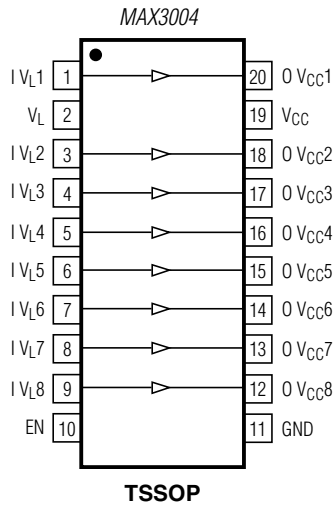 MAX3004
I VL1 1 20 O VCC1
VL 2 19 VCC
I VL2 3 18 O VCC2
I VL3 4 17 O VCC3
I VL4 5 16 O VCC4
I VL5 6 15 O VCC5
I VL6 7 14 O VCC6
I VL7 8 13 O VCC7
I VL8 9 12 O VCC8
EN 10 11 GND
TSSOP